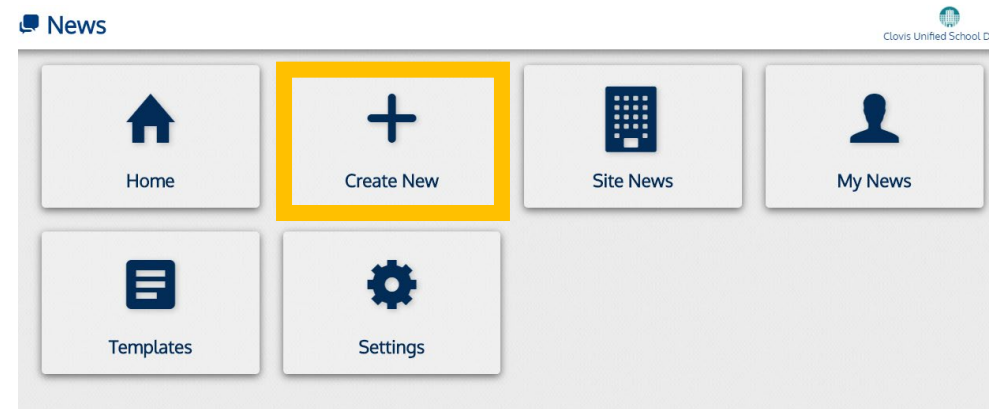 News
Clovis Unified School D
Home
Create New
Site News
My News
Templates
Settings